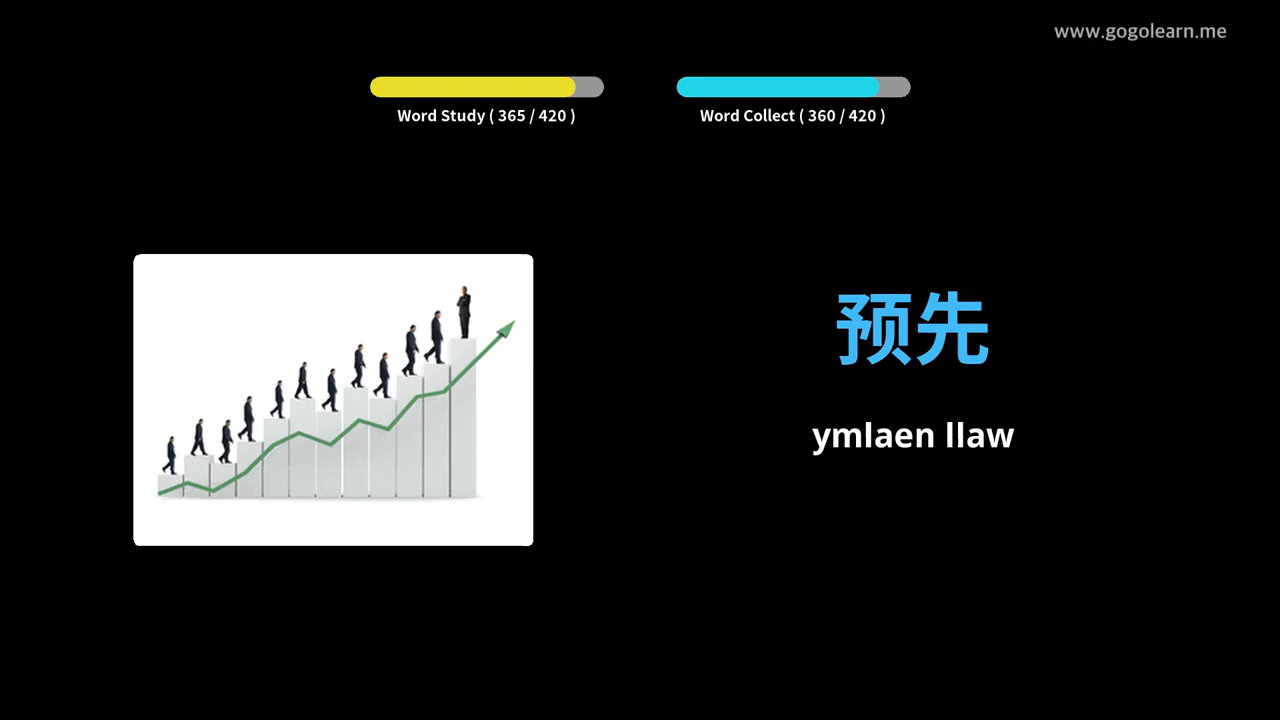 www.gogolearn.me
Word Study ( 365 / 420 )
Word Collect ( 360 / 420 )
预先
ymlaen llaw